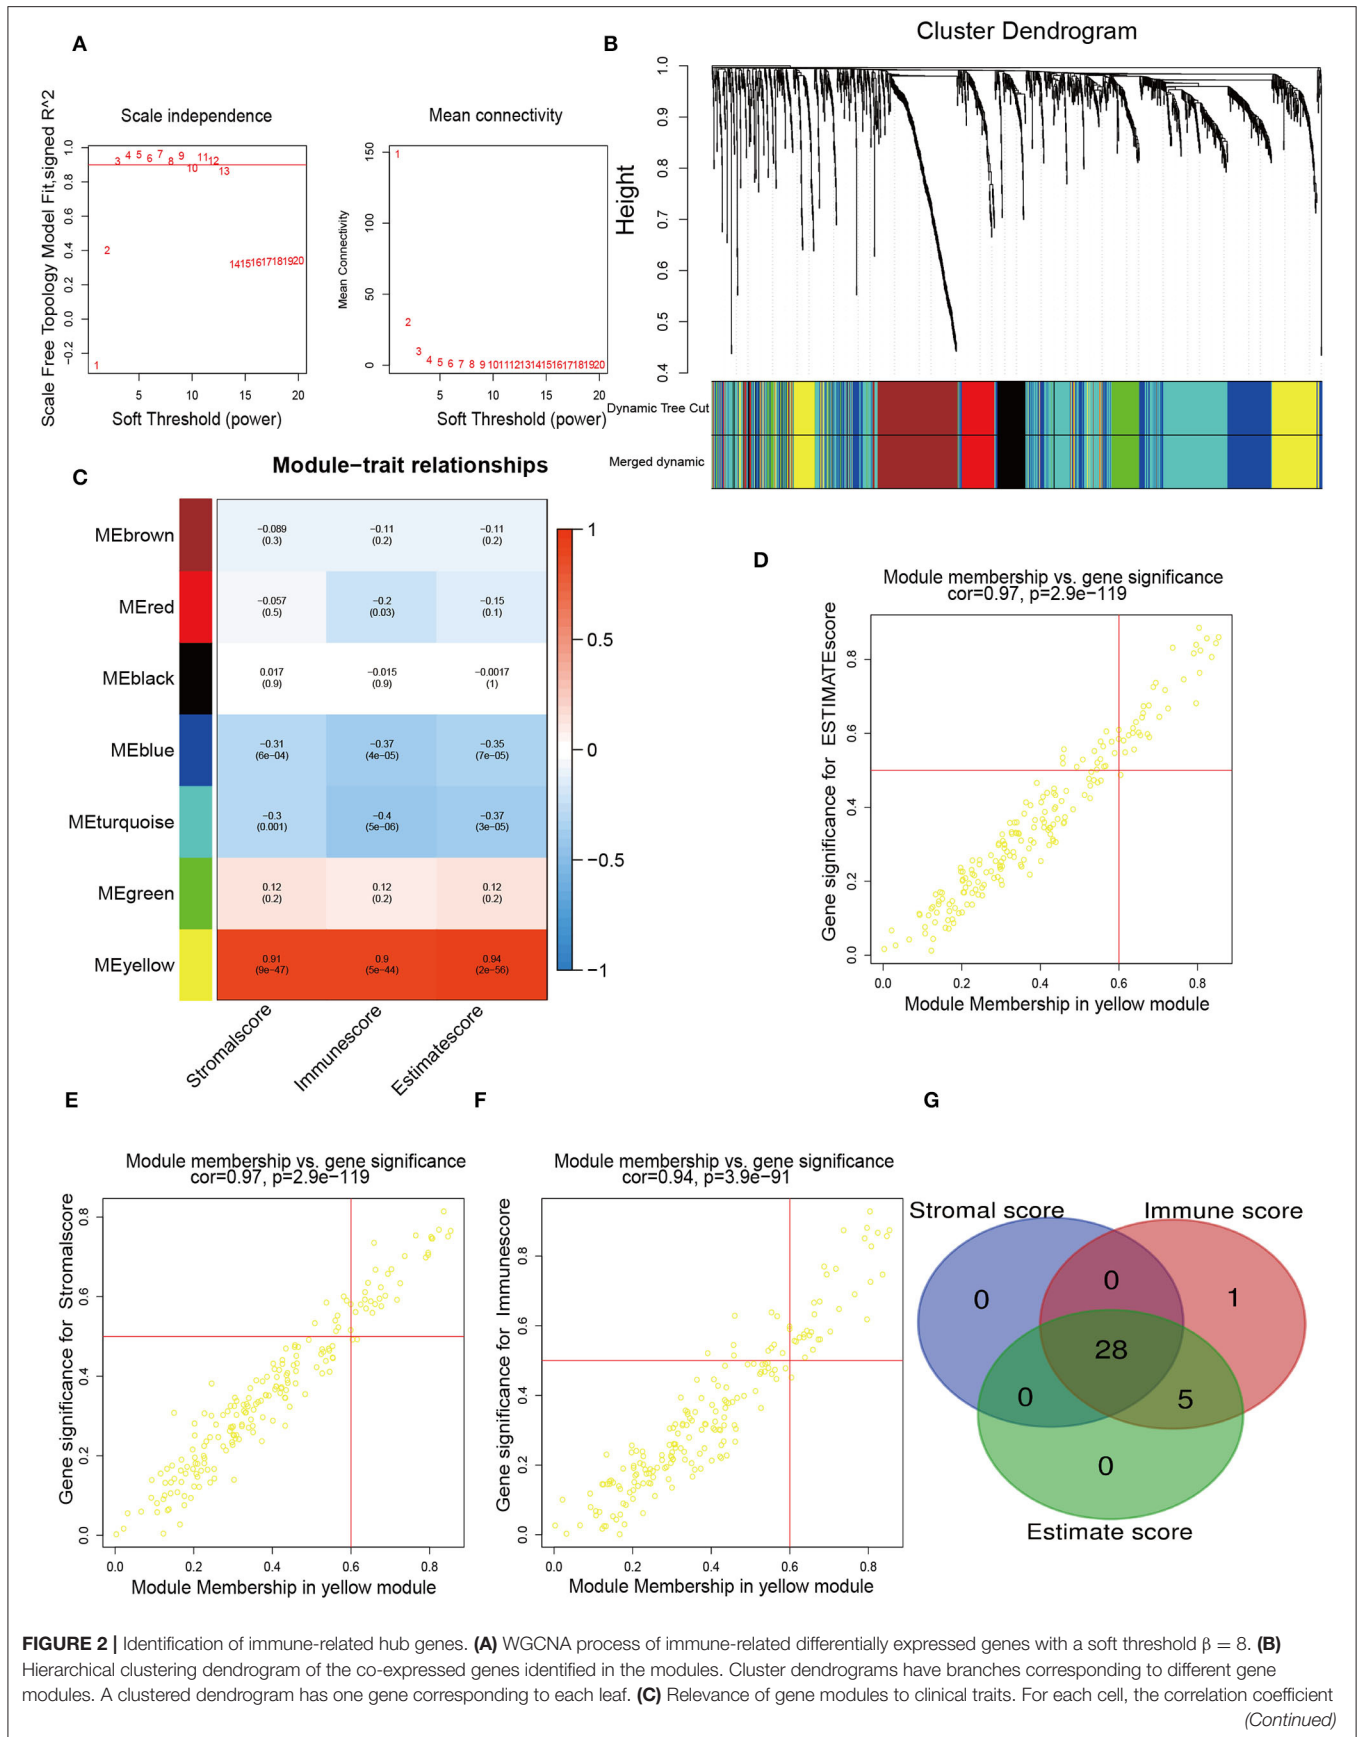 A
Scale independence
Scale Free Topology Model Fit,signed R^2
1.0
0.8
0.6
0.4
0.2
0.0
−0.2
1
2
3
4
5
6
7
8
9
10
11
12
13
14151617181920
5
10
15
20
Soft Threshold (power)
Mean connectivity
Mean Connectivity
150
100
50
0
1
2
3
4
5
6
7
8
9
1011121314151617181920
5
10
15
20
Soft Threshold (power)
B
Cluster Dendrogram
Height
1.0
0.9
0.8
0.7
0.6
0.5
0.4
Dynamic Tree Cut
Merged dynamic
C
Module−trait relationships
MEbrown
−0.089 −0.11 −0.11
(0.3) (0.2) (0.2)
MEred
−0.057 −0.2 −0.15
(0.5) (0.03) (0.1)
MEblack
0.017 −0.015 −0.0017
(0.9) (0.9) (1)
MEblue
−0.31 −0.37 −0.35
(6e−04) (4e−05) (7e−05)
MEturquoise
−0.3 −0.4 −0.37
(0.001) (5e−06) (3e−05)
MEgreen
0.12 0.12 0.12
(0.2) (0.2) (0.2)
MEyellow
0.91 0.9 0.94
(9e−47) (5e−44) (2e−56)
Stromalscore
Immunescore
Estimatescore
1
0.5
0
−0.5
−1
D
Module membership vs. gene significance
cor=0.97, p=2.9e−119
Gene significance for ESTIMATEscore
0.8
0.6
0.4
0.2
0.0
0.0 0.2 0.4 0.6 0.8
Module Membership in yellow module
E
Module membership vs. gene significance
cor=0.97, p=2.9e−119
Gene significance for Stromalscore
0.8
0.6
0.4
0.2
0.0
0.0 0.2 0.4 0.6 0.8
Module Membership in yellow module
F
Module membership vs. gene significance
cor=0.94, p=3.9e−91
Gene significance for Immunescore
0.8
0.6
0.4
0.2
0.0
0.0 0.2 0.4 0.6 0.8
Module Membership in yellow module
G
Stromal score
Immune score
0
0
1
28
0
5
0
Estimate score
FIGURE 2 | Identification of immune-related hub genes. (A) WGCNA process of immune-related differentially expressed genes with a soft threshold β = 8. (B)
Hierarchical clustering dendrogram of the co-expressed genes identified in the modules. Cluster dendrograms have branches corresponding to different gene
modules. A clustered dendrogram has one gene corresponding to each leaf. (C) Relevance of gene modules to clinical traits. For each cell, the correlation coefficient
(Continued)